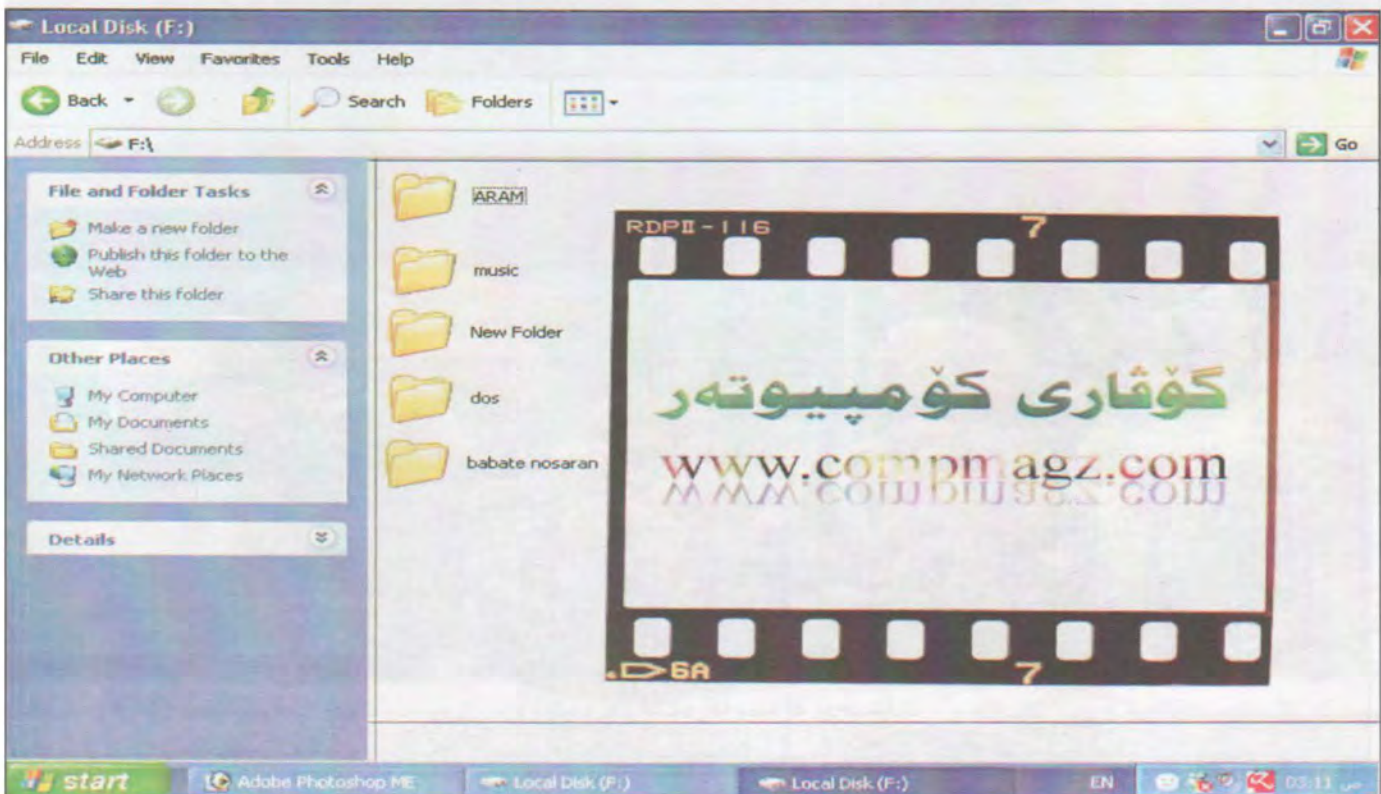 Local Disk (F:)
File Edit View Favorites Tools Help
Back Search Folders
Address F:\ Go
File and Folder Tasks
Make a new folder
Publish this folder to the
Web
Share this folder
Other Places
My Computer
My Documents
Shared Documents
My Network Places
Details
ARAM
music
New Folder
dos
babate nosaran
RDPII-116 7
گۆڤاری کۆمپیوتەر
www.compmagz.com
6A 7
start Adobe Photoshop ME Local Disk (F:) Local Disk (F:) EN 03:11 ص